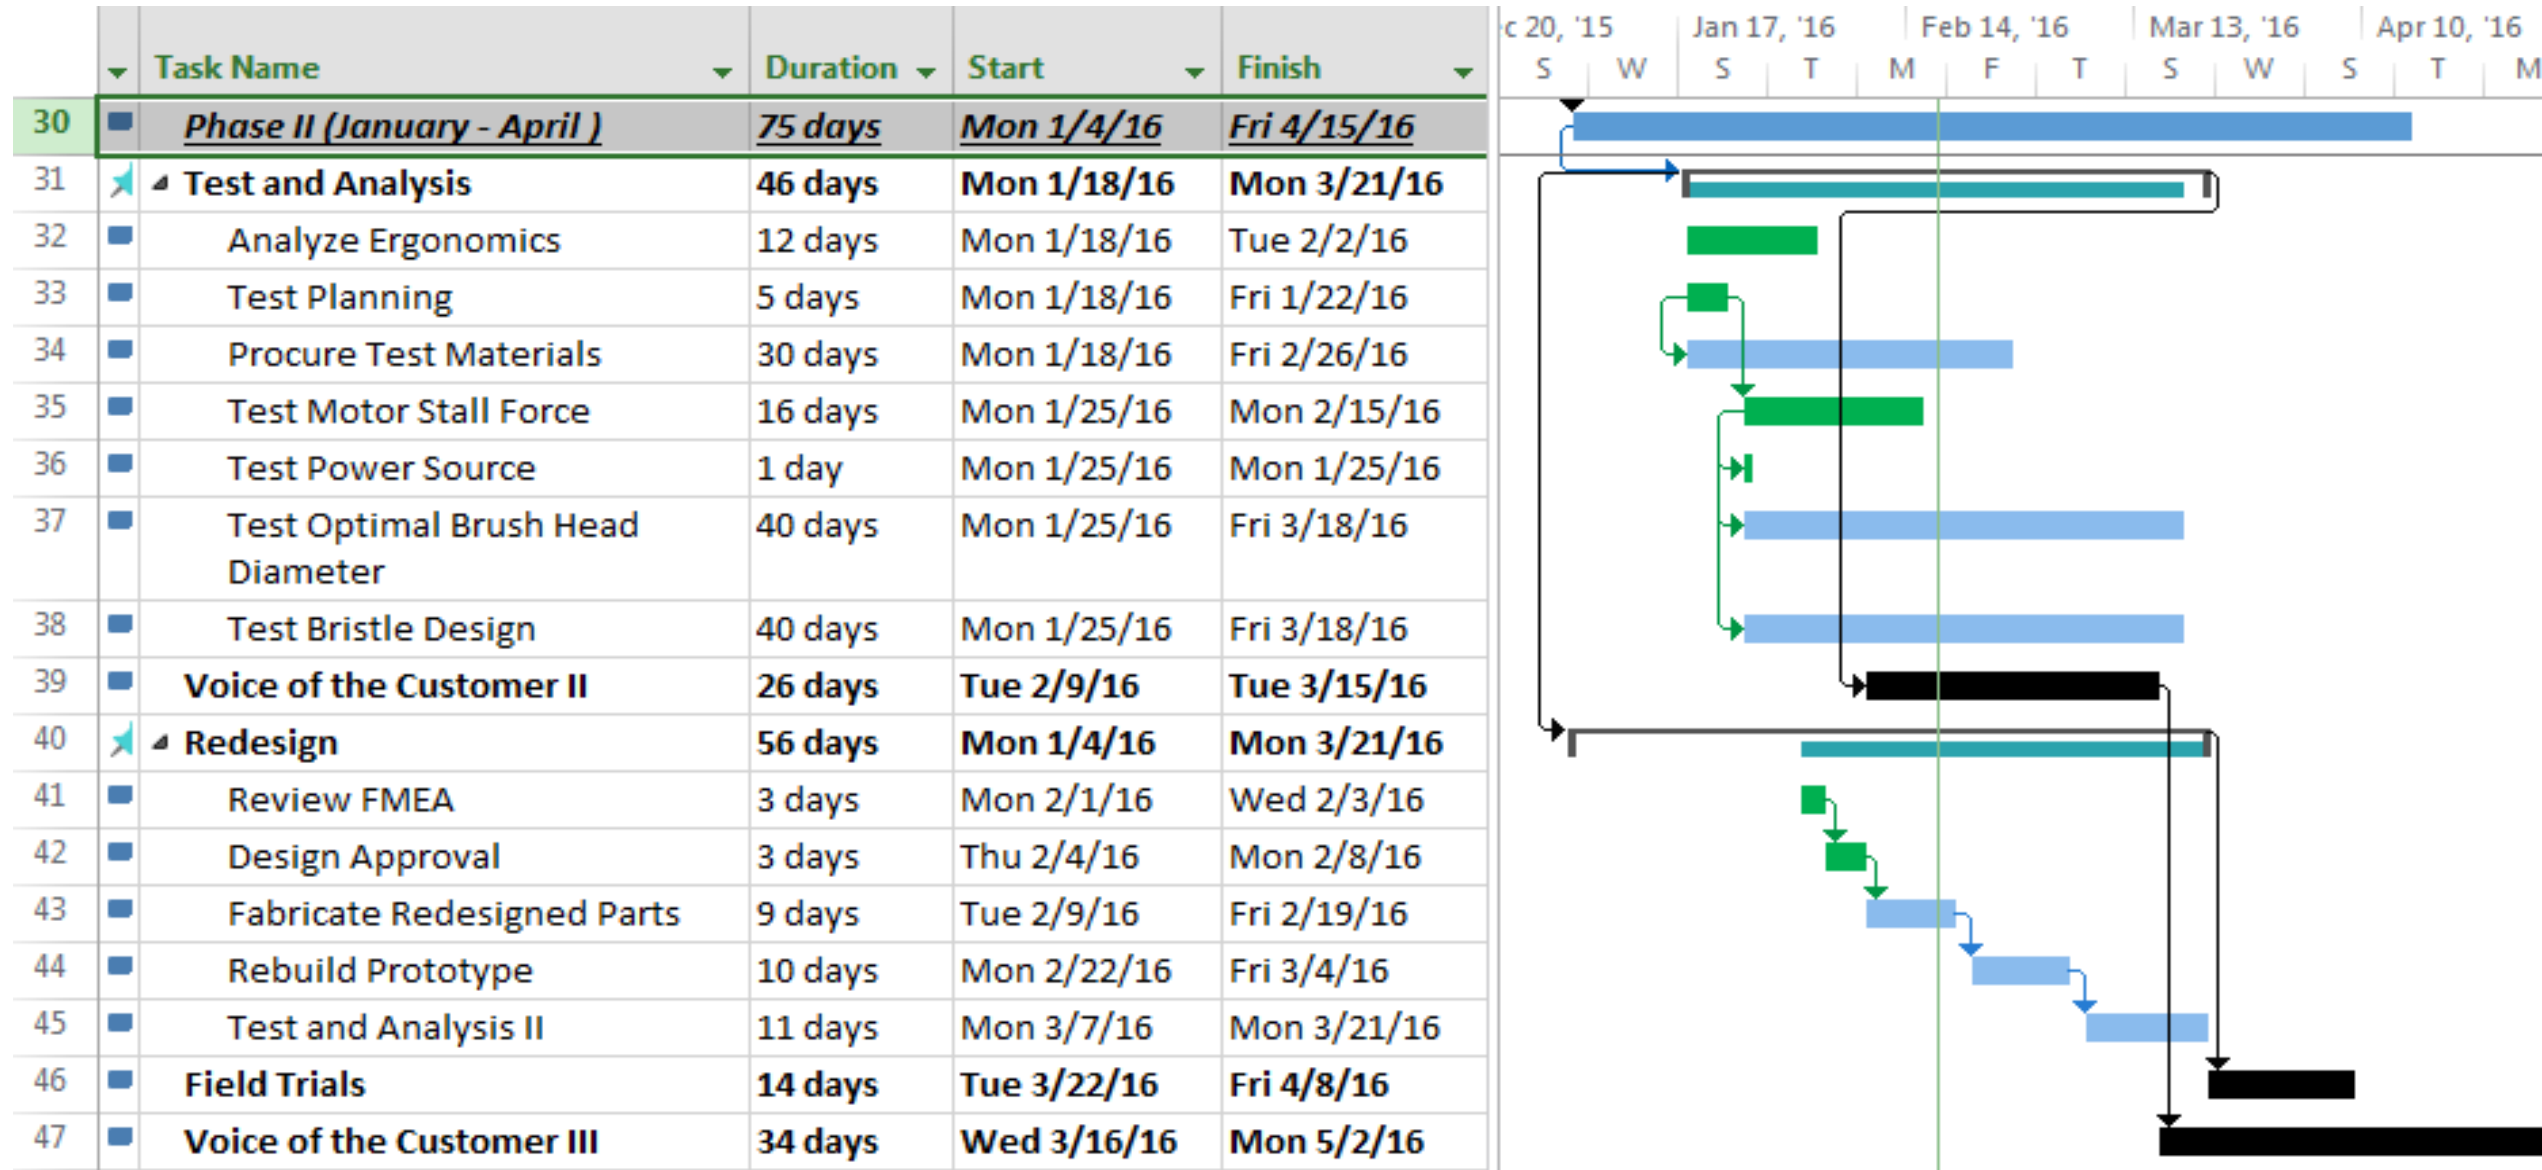 c 20, '15 Jan 17, '16 Feb 14, '16 Mar 13, '16 Apr 10, '16
Task Name Duration Start Finish S W S T M F T S W S T M
30 Phase II (January - April ) 75 days Mon 1/4/16 Fri 4/15/16
31 Test and Analysis 46 days Mon 1/18/16 Mon 3/21/16
32 Analyze Ergonomics 12 days Mon 1/18/16 Tue 2/2/16
33 Test Planning 5 days Mon 1/18/16 Fri 1/22/16
34 Procure Test Materials 30 days Mon 1/18/16 Fri 2/26/16
35 Test Motor Stall Force 16 days Mon 1/25/16 Mon 2/15/16
36 Test Power Source 1 day Mon 1/25/16 Mon 1/25/16
37 Test Optimal Brush Head 40 days Mon 1/25/16 Fri 3/18/16
Diameter
38 Test Bristle Design 40 days Mon 1/25/16 Fri 3/18/16
39 Voice of the Customer II 26 days Tue 2/9/16 Tue 3/15/16
40 Redesign 56 days Mon 1/4/16 Mon 3/21/16
41 Review FMEA 3 days Mon 2/1/16 Wed 2/3/16
42 Design Approval 3 days Thu 2/4/16 Mon 2/8/16
43 Fabricate Redesigned Parts 9 days Tue 2/9/16 Fri 2/19/16
44 Rebuild Prototype 10 days Mon 2/22/16 Fri 3/4/16
45 Test and Analysis II 11 days Mon 3/7/16 Mon 3/21/16
46 Field Trials 14 days Tue 3/22/16 Fri 4/8/16
47 Voice of the Customer III 34 days Wed 3/16/16 Mon 5/2/16